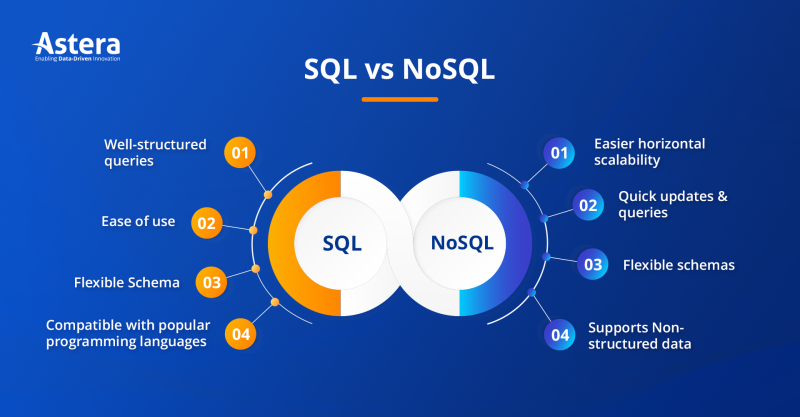 Astera
Enabling Data-Driven Innovation
SQL vs NoSQL
Well-structured
queries
01
Ease of use
02
Flexible Schema
03
Compatible with popular
programming languages
04
SQL
NoSQL
01
Easier horizontal
scalability
02
Quick updates &
queries
03
Flexible schemas
04
Supports Non-
structured data